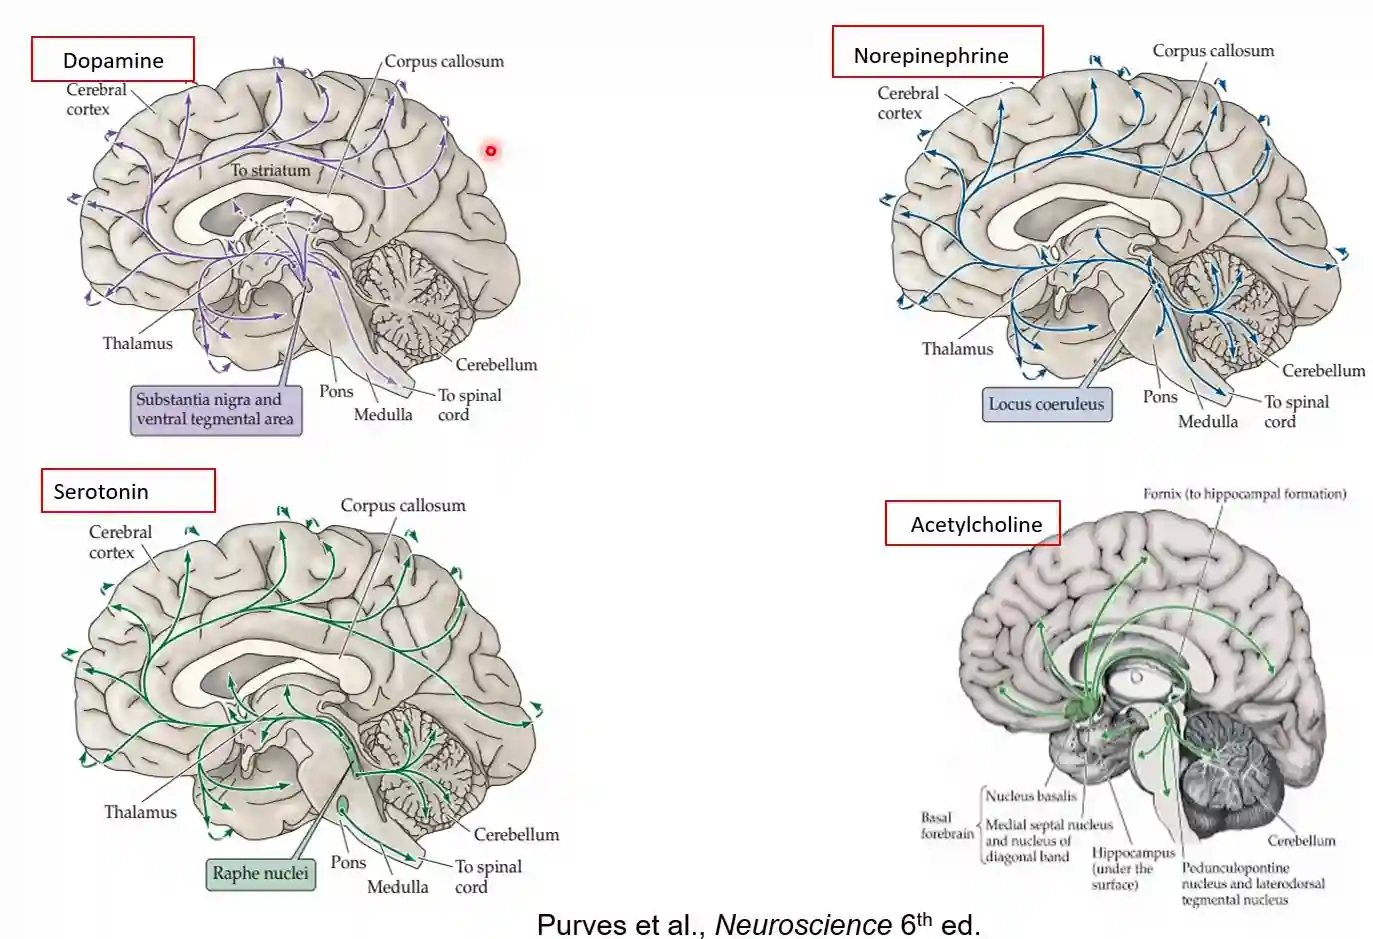 Dopamine
Corpus callosum
Cerebral
cortex
To striatum
Thalamus
Cerebellum
Substantia nigra and
ventral tegmental area
Pons
Medulla
To spinal
cord
Norepinephrine
Corpus callosum
Cerebral
cortex
Thalamus
Cerebellum
Locus coeruleus
Pons
Medulla
To spinal
cord
Serotonin
Corpus callosum
Cerebral
cortex
Thalamus
Cerebellum
Raphe nuclei
Pons
Medulla
To spinal
cord
Fornix (to hippocampal formation)
Acetylcholine
Basal
forebrain
Nucleus basalis
Medial septal nucleus
and nucleus of
diagonal band
Hippocampus
(under the
surface)
Cerebellum
Pedunculopontine
nucleus and laterodorsal
tegmental nucleus
Purves et al., Neuroscience 6th ed.